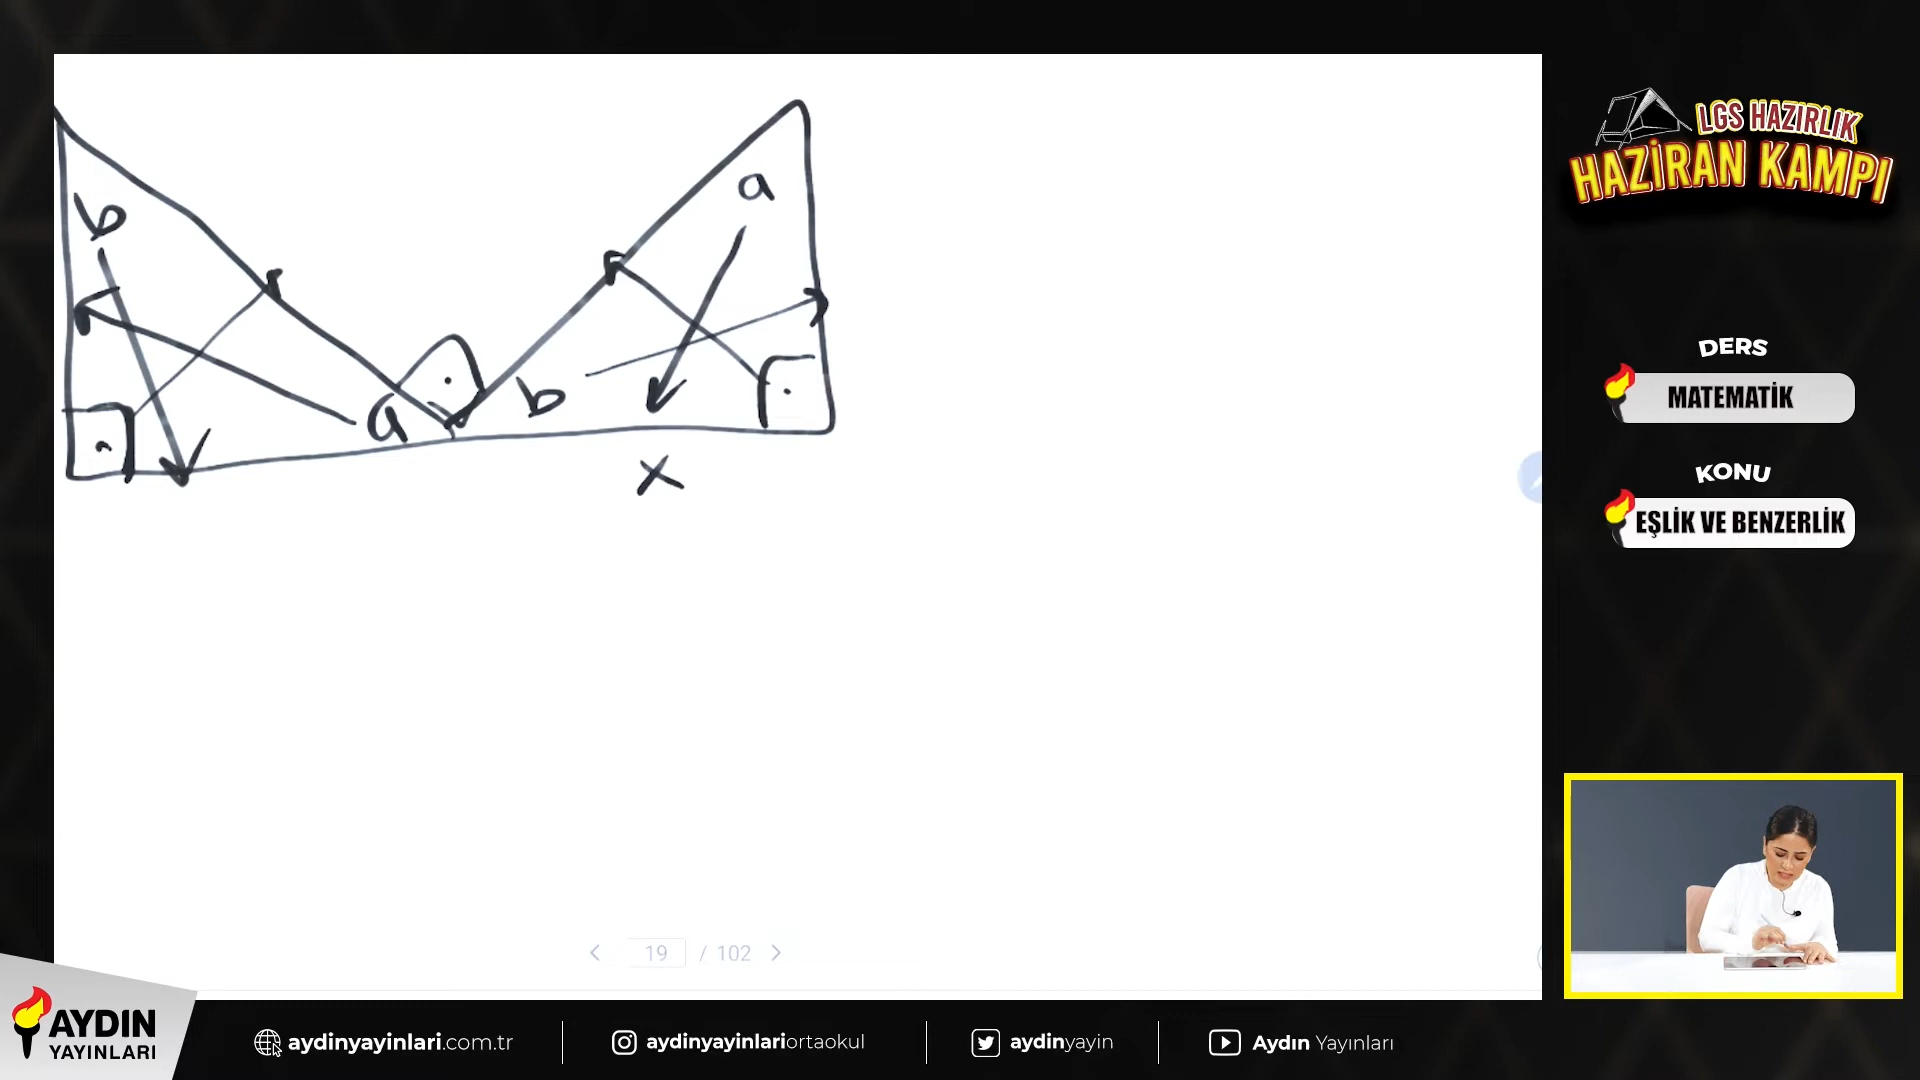 b
a
a
b
x
19 / 102
LGS HAZIRLIK
HAZİRAN KAMPI
DERS
MATEMATİK
KONU
EŞLİK VE BENZERLİK
AYDIN
YAYINLARI
aydinyayinlari.com.tr
aydinyayinlariortaokul
aydinyayin
Aydın Yayınları